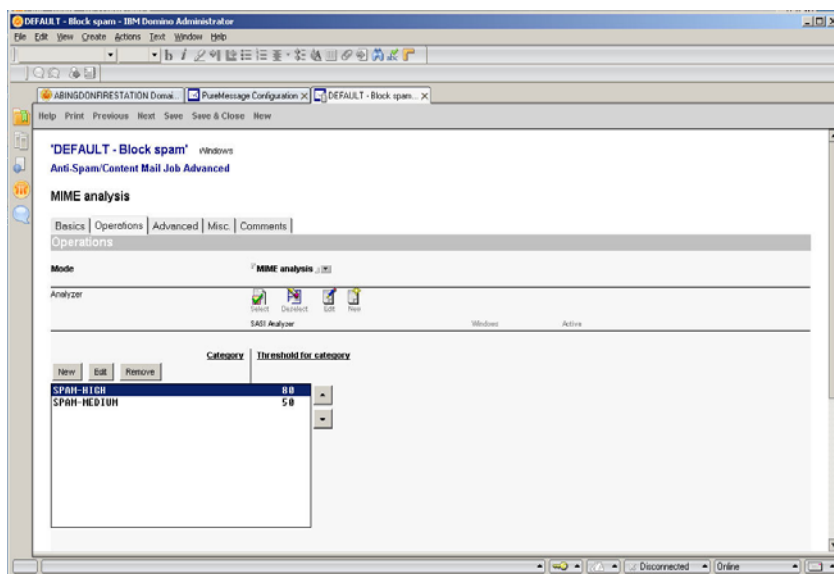 DEFAULT - Block spam - IBM Domino Administrator
File Edit View Create Actions Text Window Help
ABINGDONFIRESTATION Domai... PureMessage Configuration DEFAULT - Block spam...
Help Print Previous Next Save Save & Close New
'DEFAULT - Block spam' Windows
Anti-Spam/Content Mail Job Advanced
MIME analysis
Basics Operations Advanced Misc. Comments
Operations
Mode MIME analysis
Analyzer
Select Deselect Edit New
SASI Analyzer Windows Active
Category Threshold for category
New Edit Remove
SPAM-HIGH 80
SPAM-MEDIUM 50
Disconnected Online